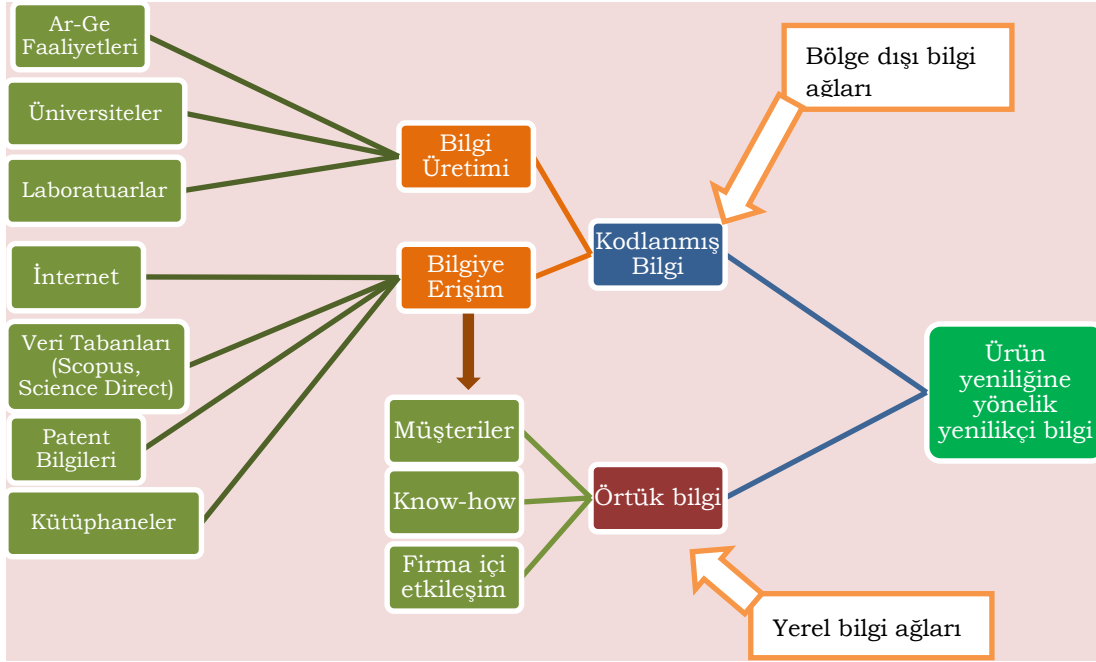 Ar-Ge
Faaliyetleri
Üniversiteler
Laboratuarlar
İnternet
Veri Tabanları
(Scopus,
Science Direct)
Patent
Bilgileri
Kütüphaneler
Bilgi
Üretimi
Bilgiye
Erişim
Müşteriler
Know-how
Firma içi
etkileşim
Bölge dışı bilgi
ağları
Kodlanmış
Bilgi
Örtük bilgi
Yerel bilgi ağları
Ürün
yeniliğine
yönelik
yenilikçi bilgi